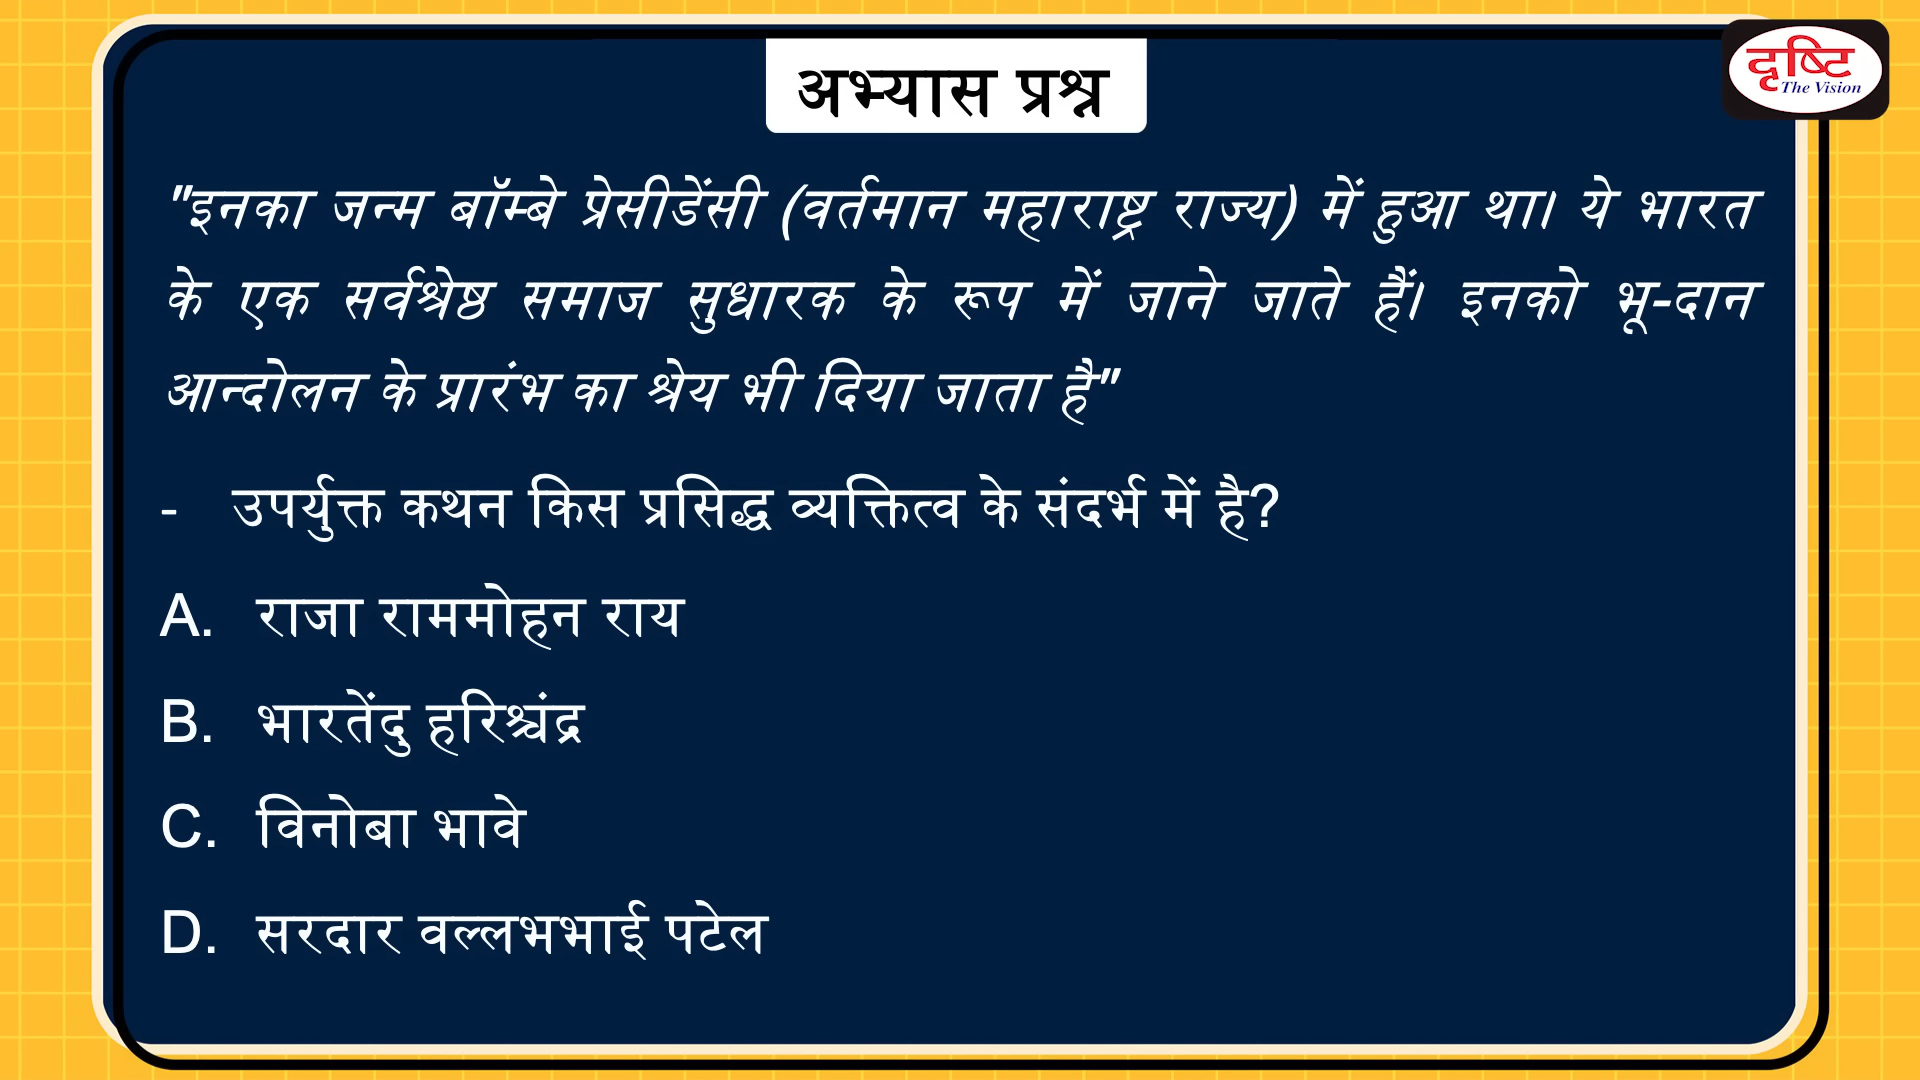 अभ्यास प्रश्न
दृष्टि
The Vision
"इनका जन्म बॉम्बे प्रेसीडेंसी (वर्तमान महाराष्ट्र राज्य) में हुआ था। ये भारत
के एक सर्वश्रेष्ठ समाज सुधारक के रूप में जाने जाते हैं। इनको भू-दान
आन्दोलन के प्रारंभ का श्रेय भी दिया जाता है"
- उपर्युक्त कथन किस प्रसिद्ध व्यक्तित्व के संदर्भ में है?
A. राजा राममोहन राय
B. भारतेंदु हरिश्चंद्र
C. विनोबा भावे
D. सरदार वल्लभभाई पटेल